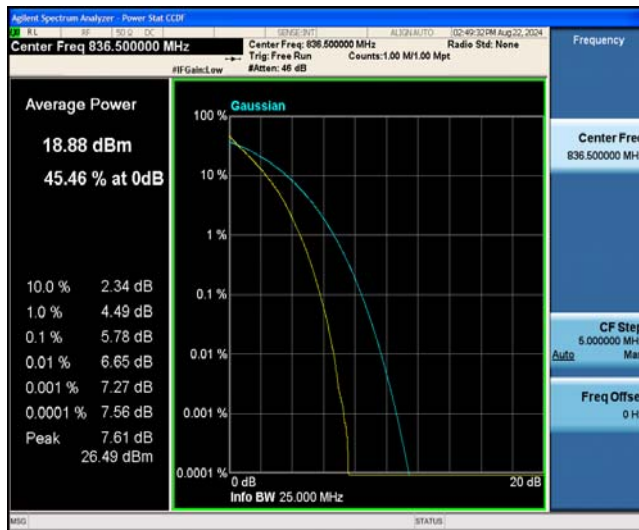 Agilent Spectrum Analyzer - Power Stat CCDF
RL RF 50 Ω DC SENSE:INT ALIGN AUTO 02:49:32 PM Aug 22, 2024
Center Freq 836.500000 MHz
Center Freq: 836.500000 MHz Radio Std: None
Trig: Free Run Counts:1.00 M/1.00 Mpt
#IFGain:Low #Atten: 46 dB
Frequency
Average Power
18.88 dBm
45.46 % at 0dB
10.0 % 2.34 dB
1.0 % 4.49 dB
0.1 % 5.78 dB
0.01 % 6.65 dB
0.001 % 7.27 dB
0.0001 % 7.56 dB
Peak 7.61 dB
26.49 dBm
Gaussian
100 %
10 %
1 %
0.1 %
0.01 %
0.001 %
0.0001 %
0 dB 20 dB
Info BW 25.000 MHz
Center Fre
836.500000 MH
CF Step
5.000000 MH
Auto Ma
Freq Offse
0 H
MSG STATUS